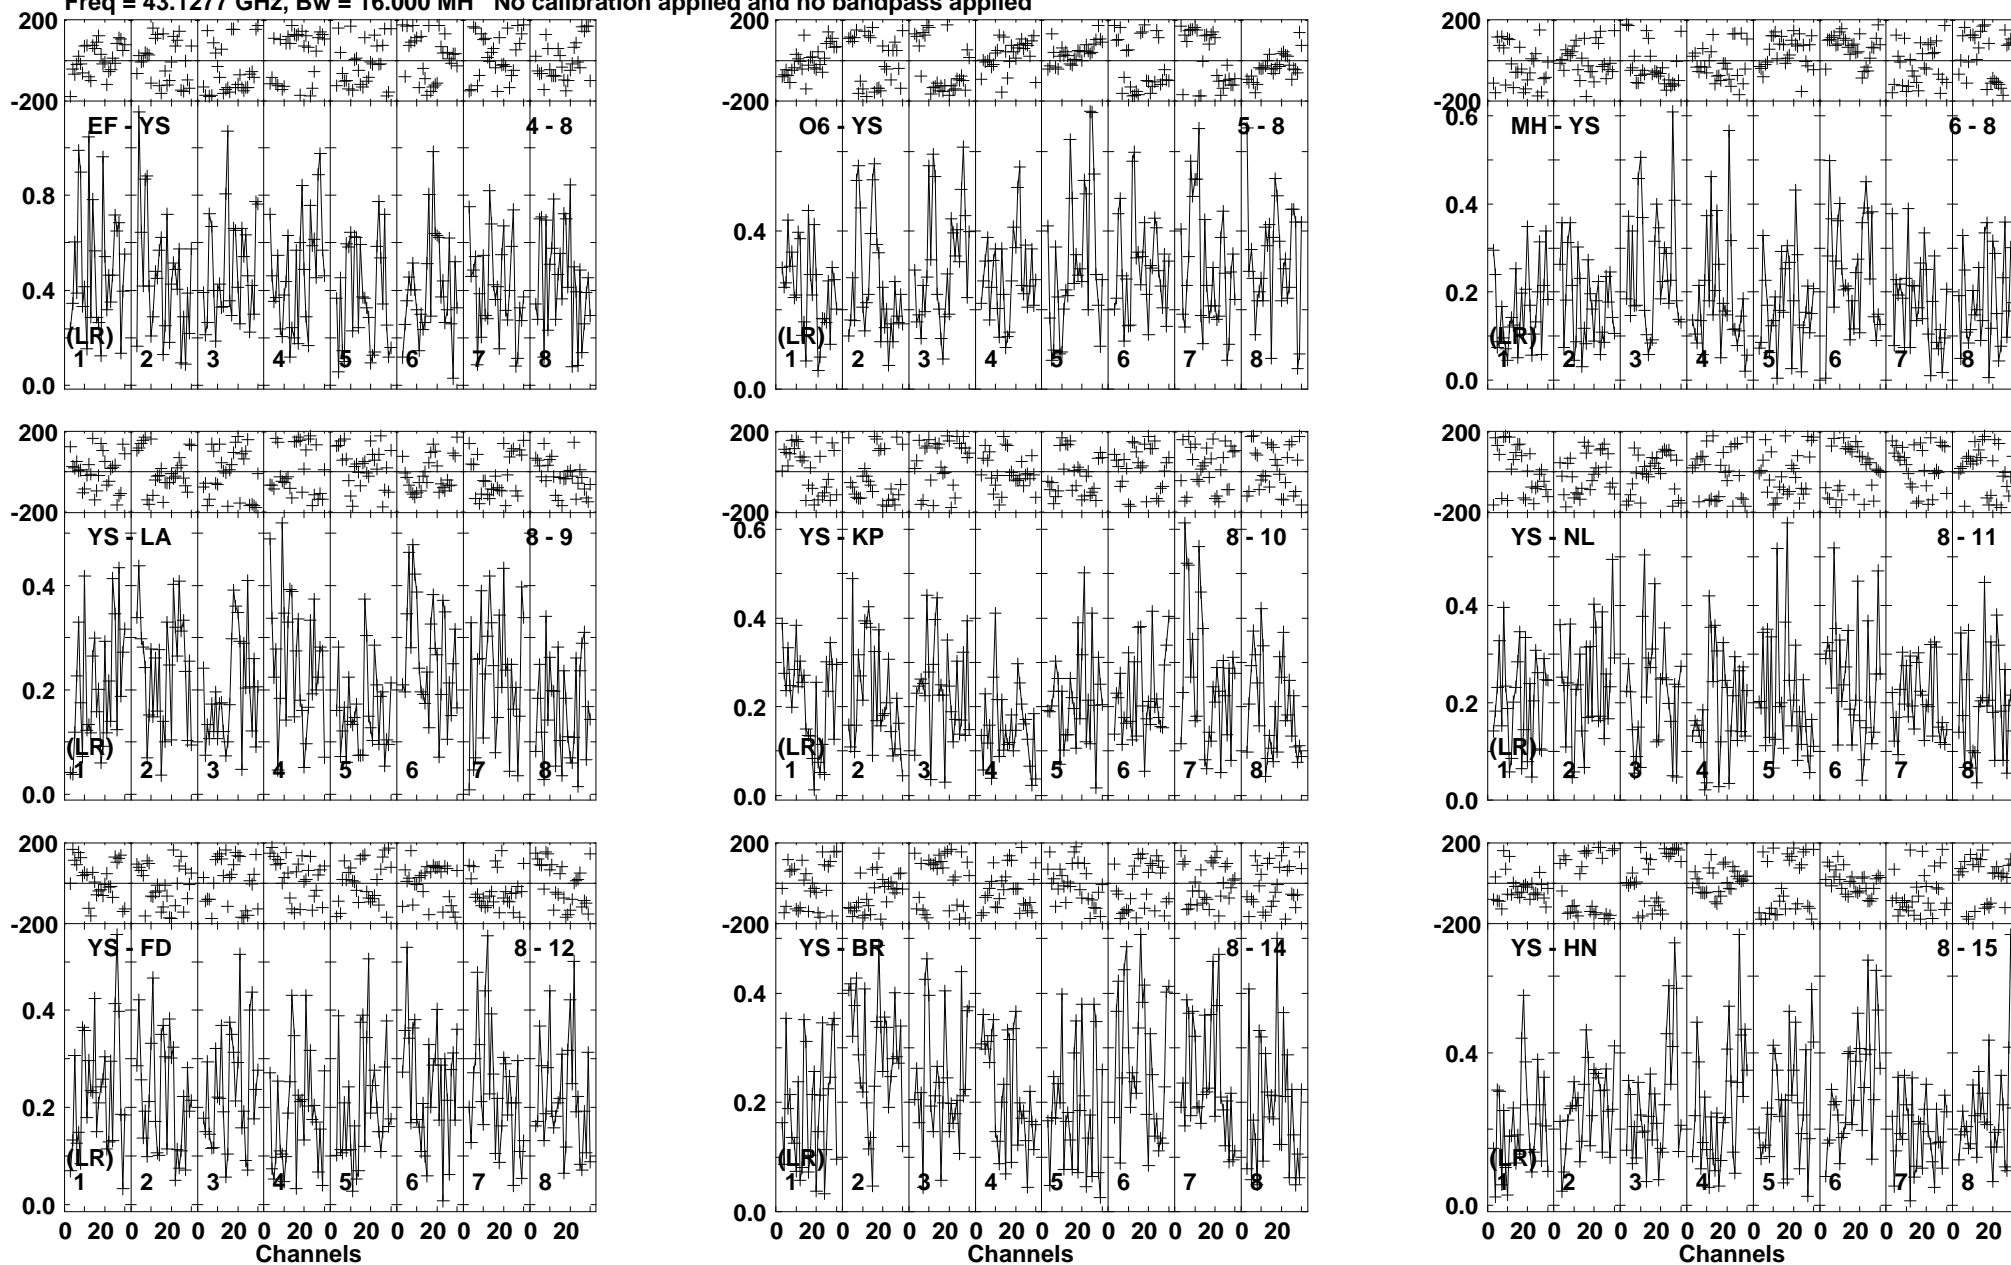 Freq = 43.1277 GHz, Bw = 16.000 MH No calibration applied and no bandpass applied
200 200 200
-200 -200 -200
EF - YS 4 - 8 O6 - YS 5 - 8 MH - YS 6 - 8
0.6
0.8
0.4 0.4
0.4 0.2
(LR) (LR) (LR)
1 2 3 4 5 6 7 8 1 2 3 4 5 6 7 8 1 2 3 4 5 6 7 8
0.0 0.0 0.0
200 200 200
-200 -200 -200
YS - LA 8 - 9 YS - KP 8 - 10 YS - NL 8 - 11
0.6
0.4 0.4 0.4
0.2 0.2 0.2
(LR) (LR) (LR)
1 2 3 4 5 6 7 8 1 2 3 4 5 6 7 8 1 2 3 4 5 6 7 8
0.0 0.0 0.0
200 200 200
-200 -200 -200
YS - FD 8 - 12 YS - BR 8 - 14 YS - HN 8 - 15
0.4 0.4 0.4
0.2 0.2
(LR) (LR) (LR)
1 2 3 4 5 6 7 8 1 2 3 4 5 6 7 8 1 2 3 4 5 6 7 8
0.0 0.0 0.0
0 20 0 20 0 20 0 20 0 20 0 20 0 20 0 20 0 20 0 20 0 20 0 20 0 20 0 20 0 20 0 20 0 20 0 20 0 20 0 20 0 20 0 20 0 20 0 20
Channels Channels Channels